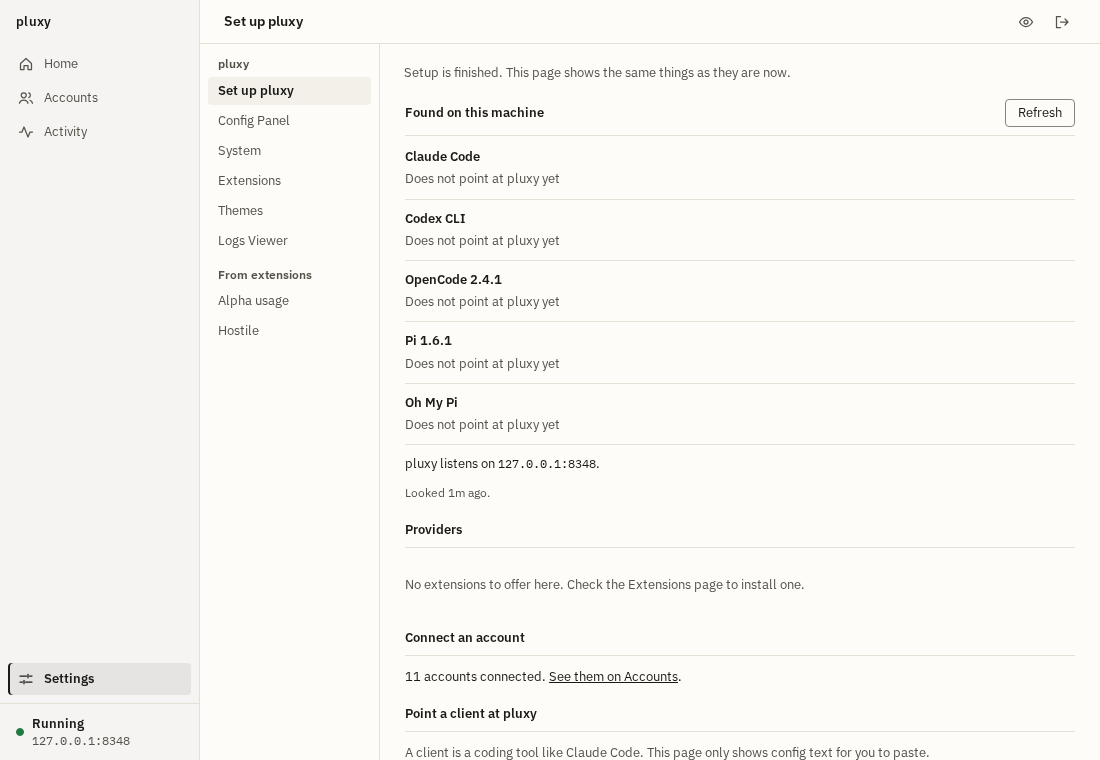 pluxy
Set up pluxy
Home
Accounts
Activity
Settings
Running
127.0.0.1:8348
pluxy
Set up pluxy
Config Panel
System
Extensions
Themes
Logs Viewer
From extensions
Alpha usage
Hostile
Setup is finished. This page shows the same things as they are now.
Found on this machine
Refresh
Claude Code
Does not point at pluxy yet
Codex CLI
Does not point at pluxy yet
OpenCode 2.4.1
Does not point at pluxy yet
Pi 1.6.1
Does not point at pluxy yet
Oh My Pi
Does not point at pluxy yet
pluxy listens on 127.0.0.1:8348.
Looked 1m ago.
Providers
No extensions to offer here. Check the Extensions page to install one.
Connect an account
11 accounts connected. See them on Accounts.
Point a client at pluxy
A client is a coding tool like Claude Code. This page only shows config text for you to paste.